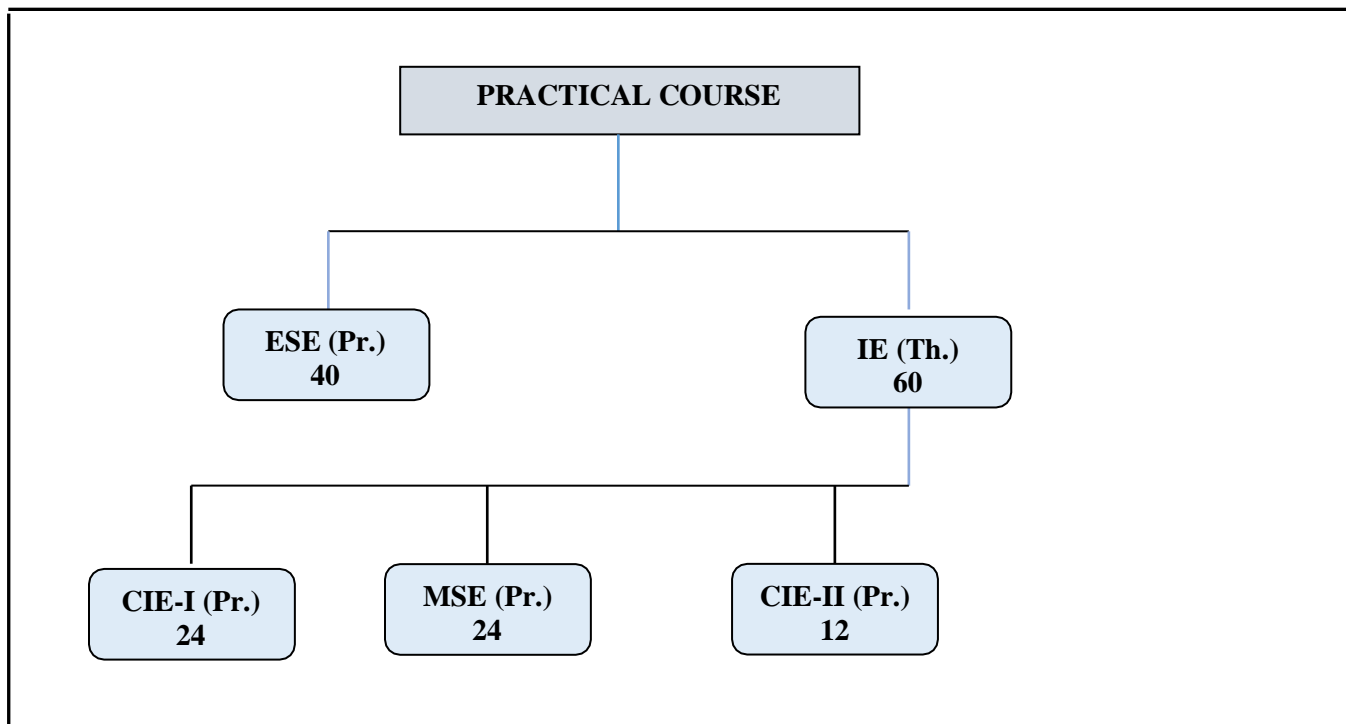 PRACTICAL COURSE
ESE (Pr.)
40
IE (Th.)
60
CIE-I (Pr.)
24
MSE (Pr.)
24
CIE-II (Pr.)
12